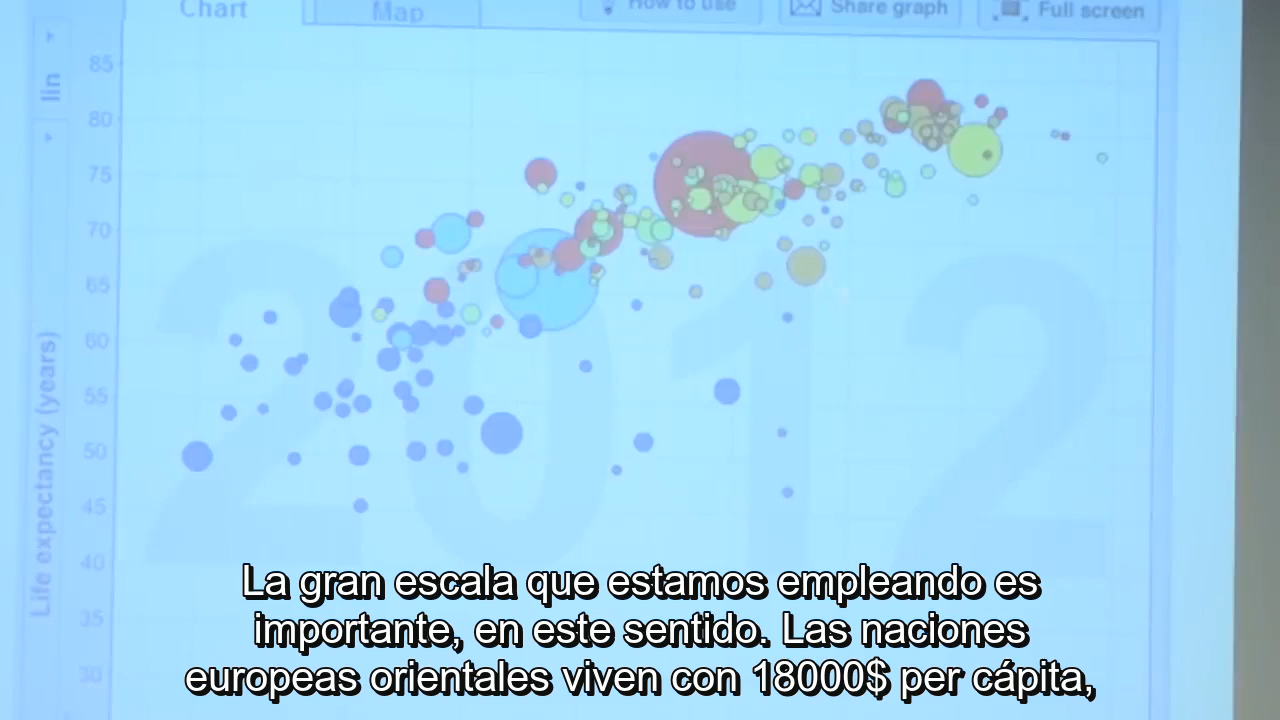 Chart
Map
How to use
Share graph
Full screen
lin
Life expectancy (years)
85
80
75
70
65
60
55
50
45
40
35
30
2012
La gran escala que estamos empleando es
importante, en este sentido. Las naciones
europeas orientales viven con 18000$ per cápita,